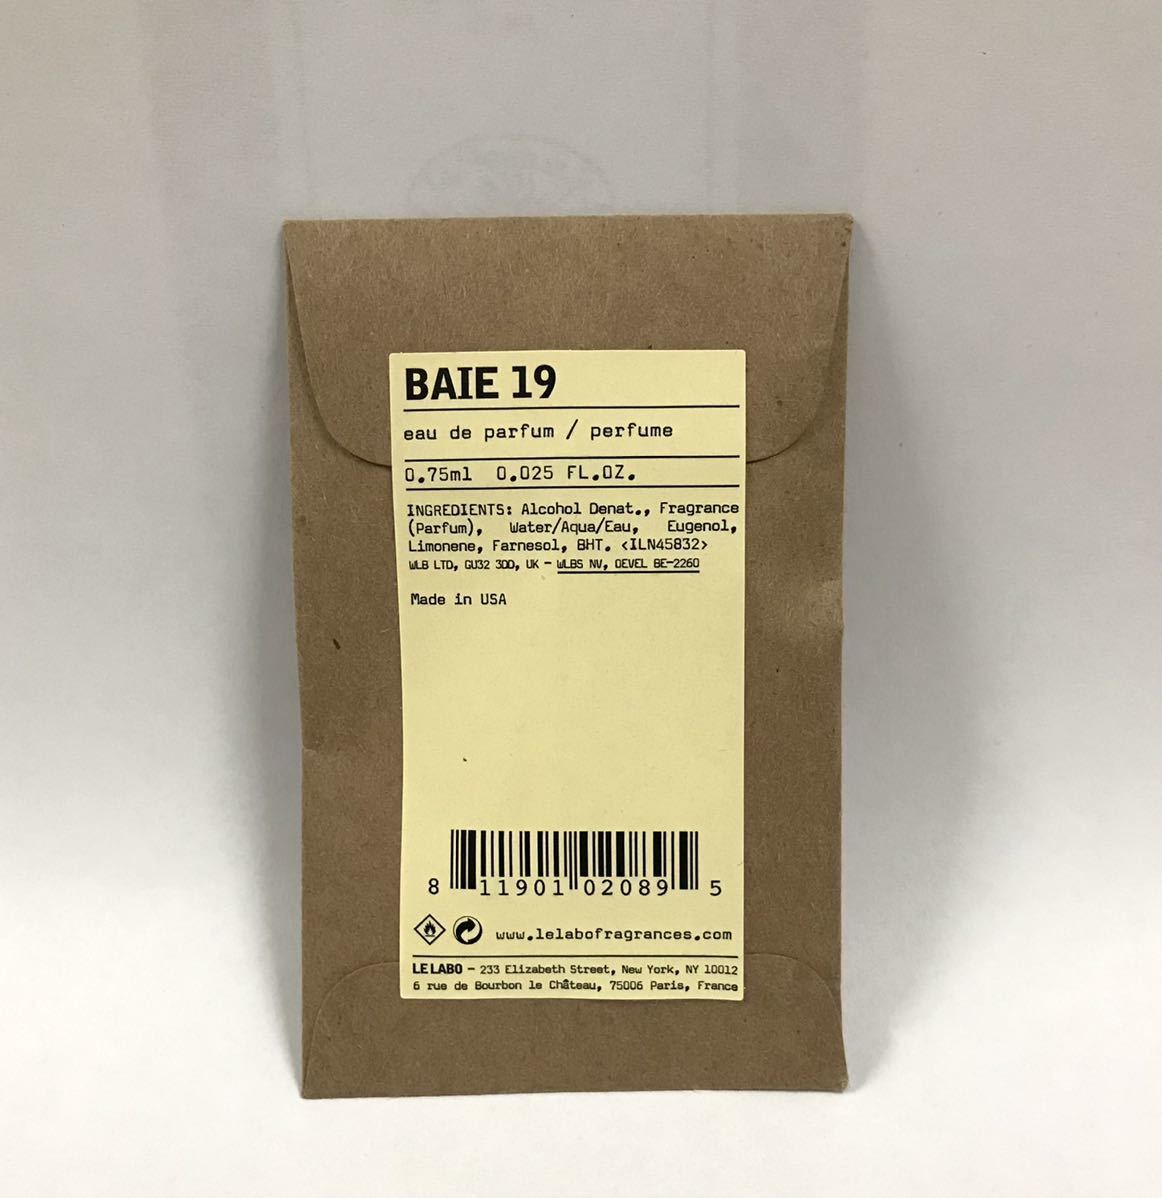 BAIE 19
eau de parfum / perfume
0.75ml 0.025 FL.OZ.
INGREDIENTS: Alcohol Denat., Fragrance
(Parfum), Water/Aqua/Eau, Eugenol,
Limonene, Farnesol, BHT. <ILN45832>
WLB LTD, GU32 3QD, UK - WLBS NV, OEVEL BE-2260
Made in USA
8 11901 02089 5
www.lelabofragrances.com
LE LABO - 233 Elizabeth Street, New York, NY 10012
6 rue de Bourbon le Château, 75006 Paris, France